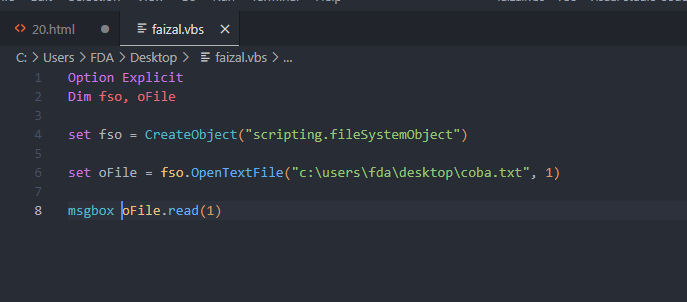 20.html
faizal.vbs
C: > Users > FDA > Desktop > faizal.vbs > ...
1 Option Explicit
2 Dim fso, oFile
3
4 set fso = CreateObject("scripting.fileSystemObject")
5
6 set oFile = fso.OpenTextFile("c:\users\fda\desktop\coba.txt", 1)
7
8 msgbox oFile.read(1)